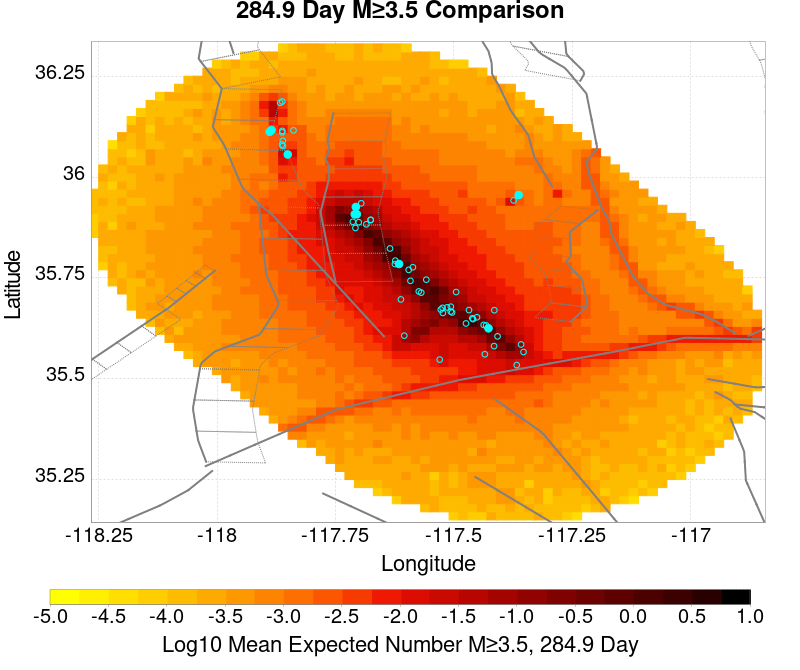 284.9 Day M≥3.5 Comparison
36.25
36
35.75
35.5
35.25
Latitude
-118.25 -118 -117.75 -117.5 -117.25 -117
Longitude
-5.0 -4.5 -4.0 -3.5 -3.0 -2.5 -2.0 -1.5 -1.0 -0.5 0.0 0.5 1.0
Log10 Mean Expected Number M≥3.5, 284.9 Day